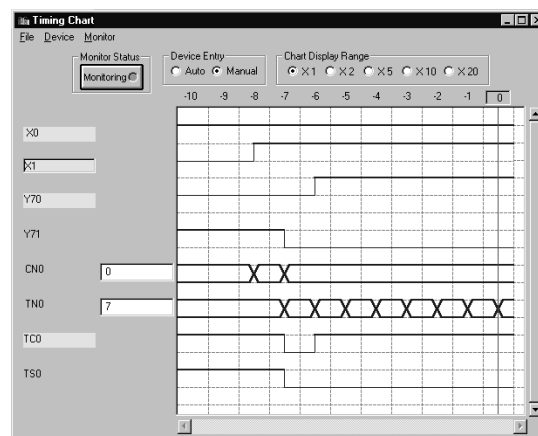 Timing Chart
File Device Monitor
Monitor Status
Monitoring
Device Entry
Auto Manual
Chart Display Range
X 1 X 2 X 5 X 10 X 20
-10 -9 -8 -7 -6 -5 -4 -3 -2 -1 0
X0
X1
Y70
Y71
CN0 0
TN0 7
TC0
TS0